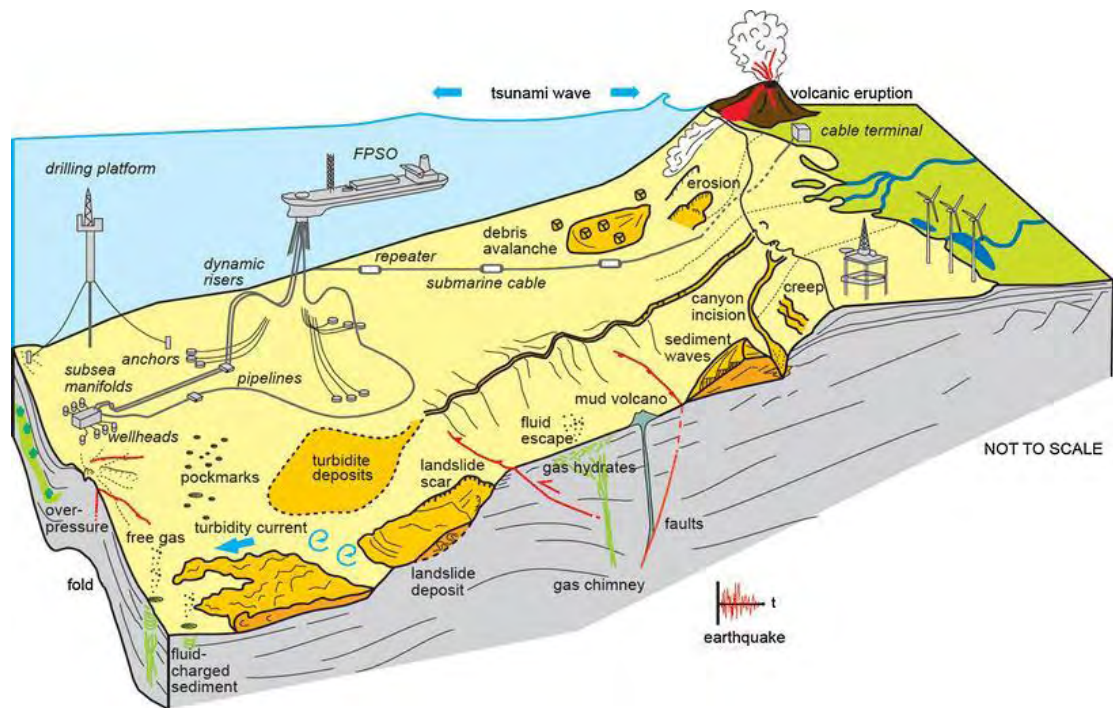 tsunami wave
volcanic eruption
cable terminal
FPSO
drilling platform
erosion
debris
avalanche
dynamic
risers
repeater
submarine cable
canyon
incision
creep
anchors
sediment
waves
subsea
manifolds
pipelines
mud volcano
wellheads
fluid
escape
NOT TO SCALE
turbidite
deposits
landslide
scar
gas hydrates
pockmarks
over-
pressure
free gas
turbidity current
faults
fold
landslide
deposit
gas chimney
t
earthquake
fluid-
charged
sediment